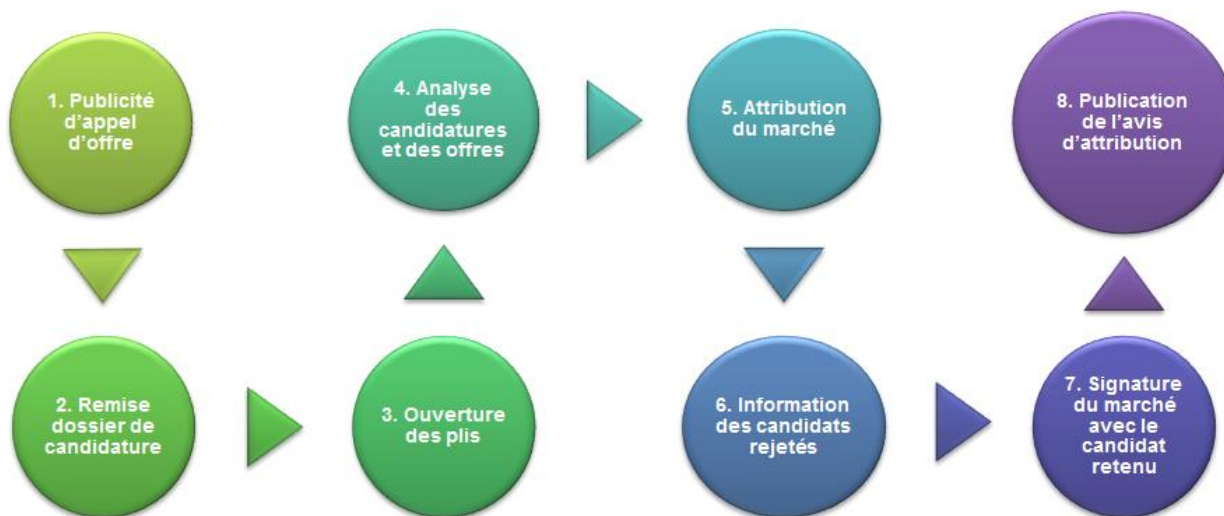 1. Publicité
d'appel
d'offre
2. Remise
dossier de
candidature
3. Ouverture
des plis
4. Analyse
des
candidatures
et des offres
5. Attribution
du marché
6. Information
des candidats
rejetés
7. Signature
du marché
avec le
candidat
retenu
8. Publication
de l'avis
d'attribution